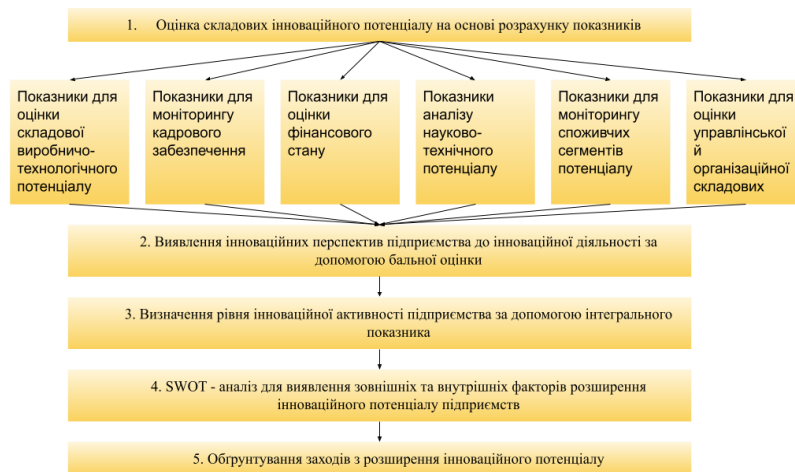 1. Оцінка складових інноваційного потенціалу на основі розрахунку показників
Показники для
оцінки
складової
виробничо-
технологічного
потенціалу
Показники для
моніторингу
кадрового
забезпечення
Показники для
оцінки
фінансового
стану
Показники
аналізу
науково-
технічного
потенціалу
Показники для
моніторингу
споживчих
сегментів
потенціалу
Показники для
оцінки
управлінської
й
організаційної
складових
2. Виявлення інноваційних перспектив підприємства до інноваційної діяльності за
допомогою бальної оцінки
3. Визначення рівня інноваційної активності підприємства за допомогою інтегрального
показника
4. SWOT - аналіз для виявлення зовнішніх та внутрішніх факторів розширення
інноваційного потенціалу підприємств
5. Обґрунтування заходів з розширення інноваційного потенціалу